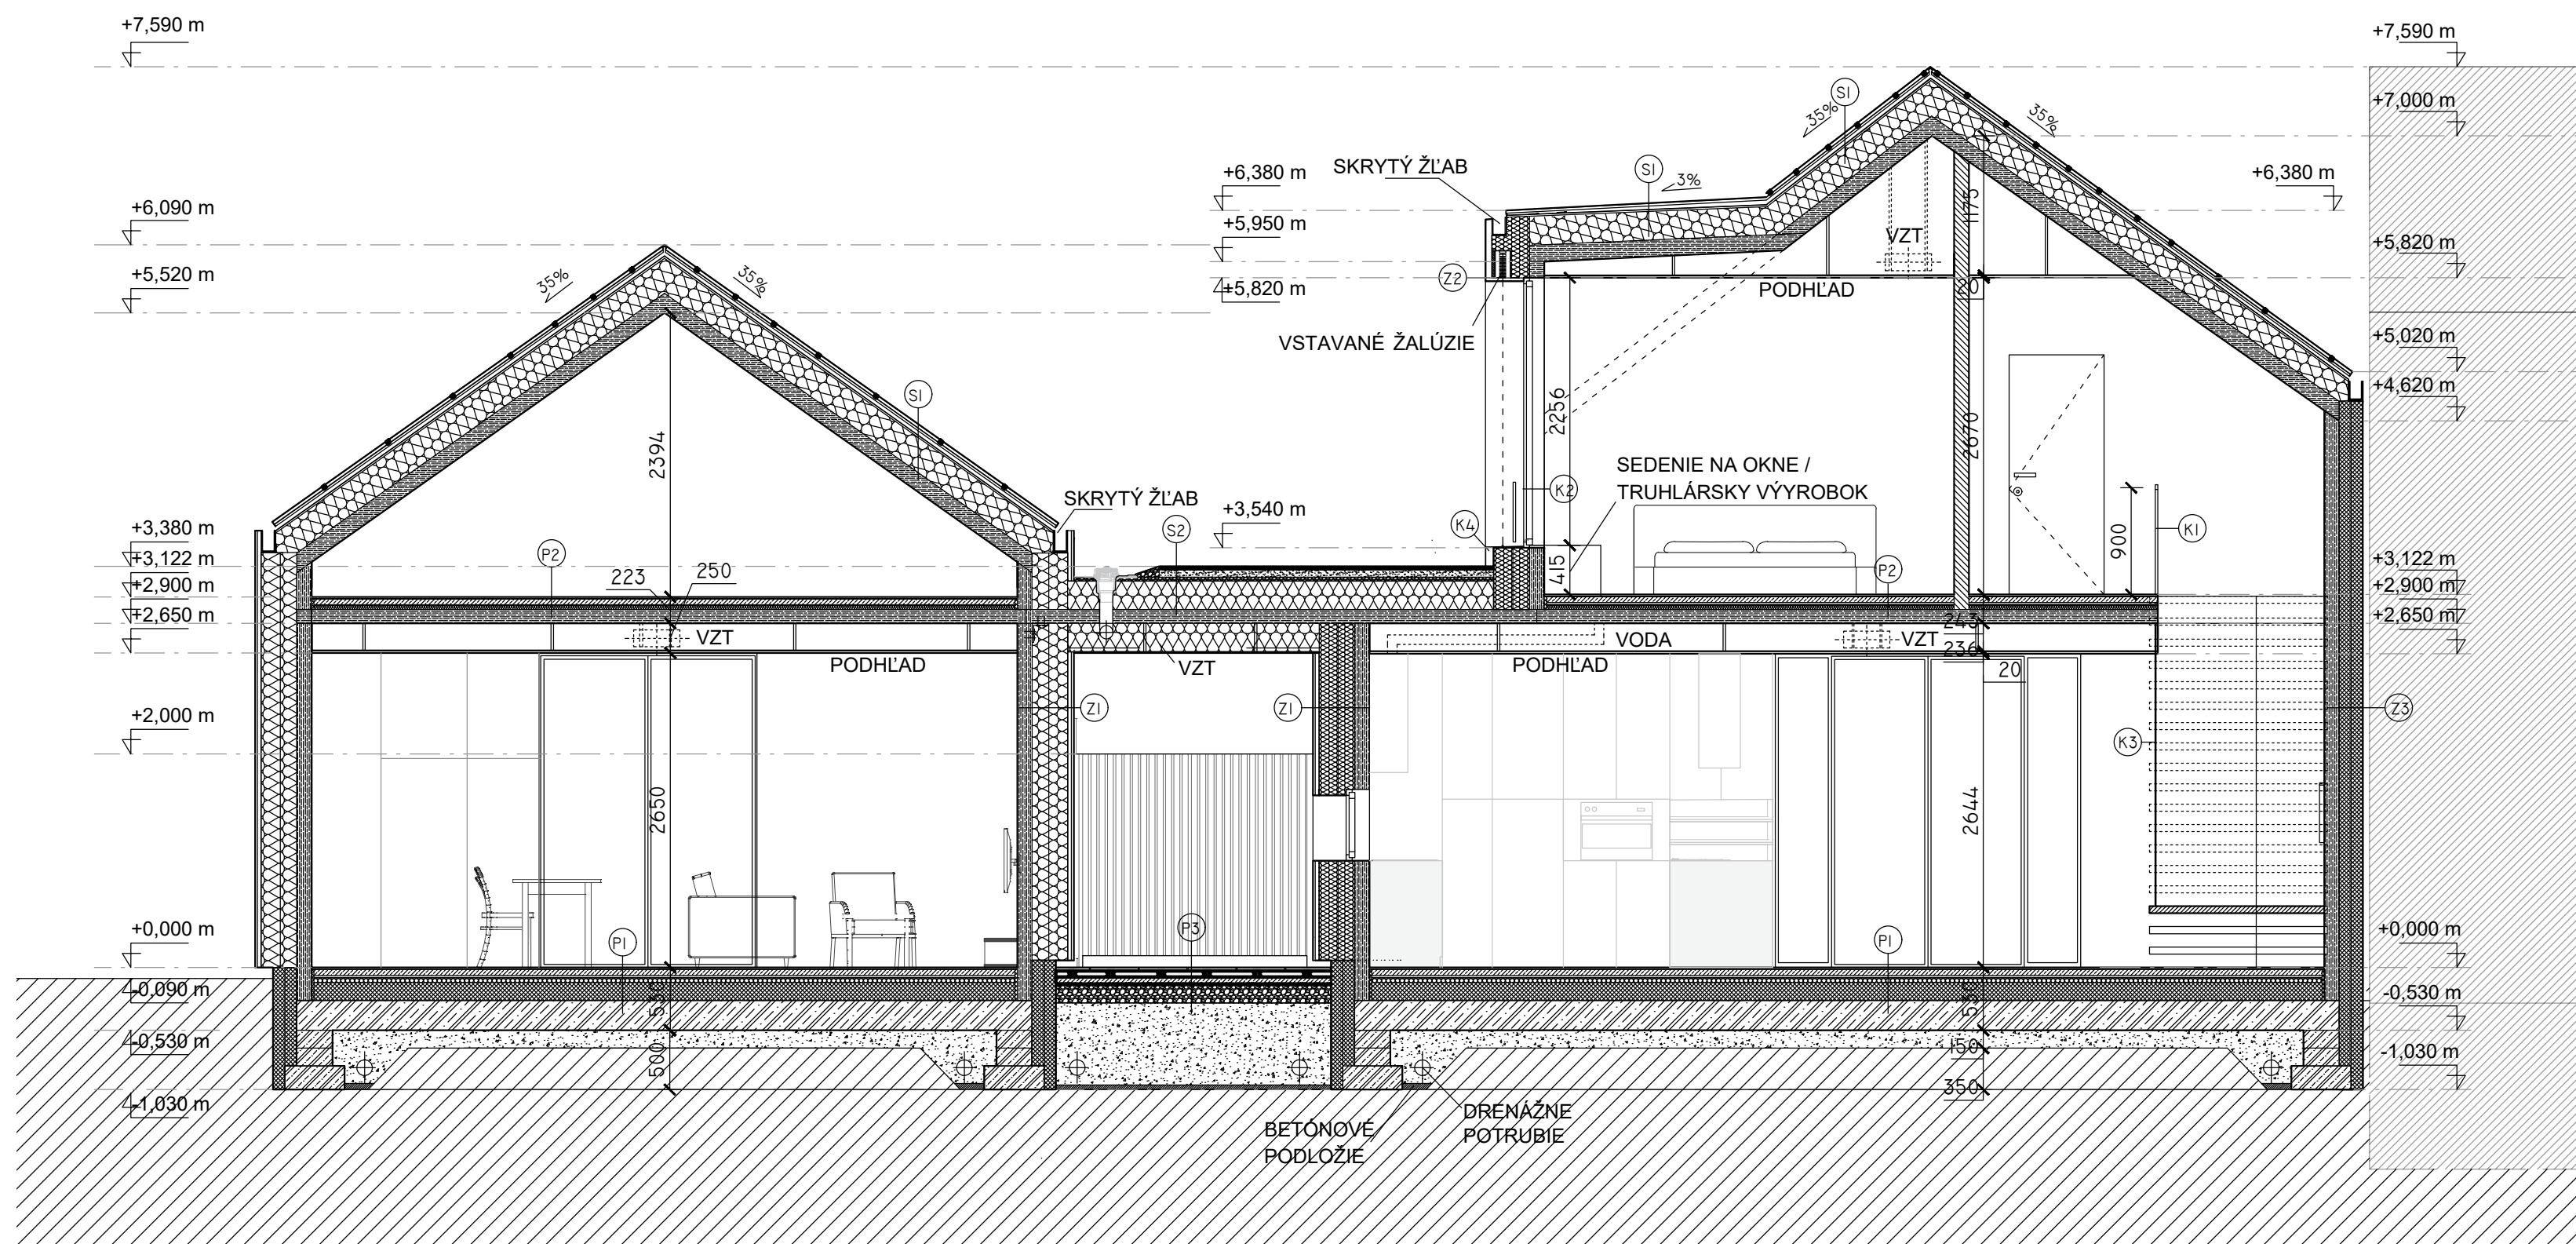 +7,590 m
+6,090 m
+5,520 m
+3,380 m
+3,122 m
+2,900 m
+2,650 m
+2,000 m
+0,000 m
-0,090 m
-0,530 m
-1,030 m
35%
35%
S1
2394
P2
223
250
VZT
PODHĽAD
2650
P1
530
500
SKRYTÝ ŽĽAB
S2
VZT
Z1
Z1
P3
+6,380 m
+5,950 m
+5,820 m
+3,540 m
SKRYTÝ ŽĽAB
Z2
VSTAVANÉ ŽALÚZIE
S1
3%
35%
S1
35%
1175
VZT
PODHĽAD
20
2256
K2
K4
415
SEDENIE NA OKNE /
TRUHLÁRSKY VÝYROBOK
2670
P2
900
K1
243
VODA
VZT
236
PODHĽAD
20
2644
K3
Z3
P1
530
150
350
BETÓNOVÉ
PODLOŽIE
DRENÁŽNE
POTRUBIE
+7,590 m
+7,000 m
+6,380 m
+5,820 m
+5,020 m
+4,620 m
+3,122 m
+2,900 m
+2,650 m
+0,000 m
-0,530 m
-1,030 m